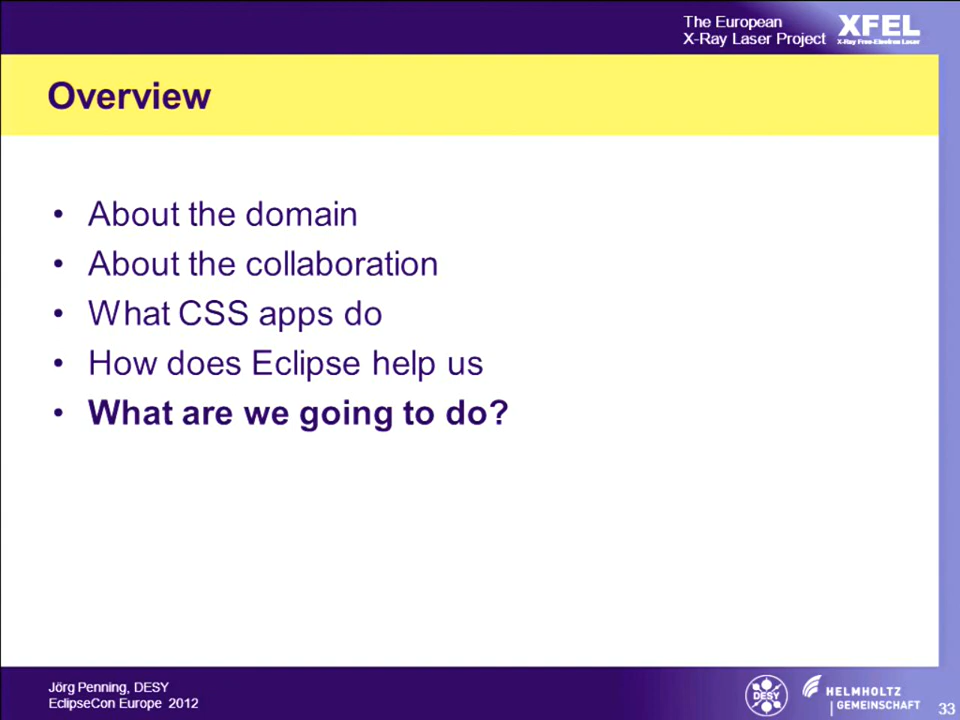 The European
X-Ray Laser Project
XFEL
X-Ray Free-Electron Laser
Overview
• About the domain
• About the collaboration
• What CSS apps do
• How does Eclipse help us
• What are we going to do?
Jörg Penning, DESY
EclipseCon Europe 2012
DESY
HELMHOLTZ
GEMEINSCHAFT
33